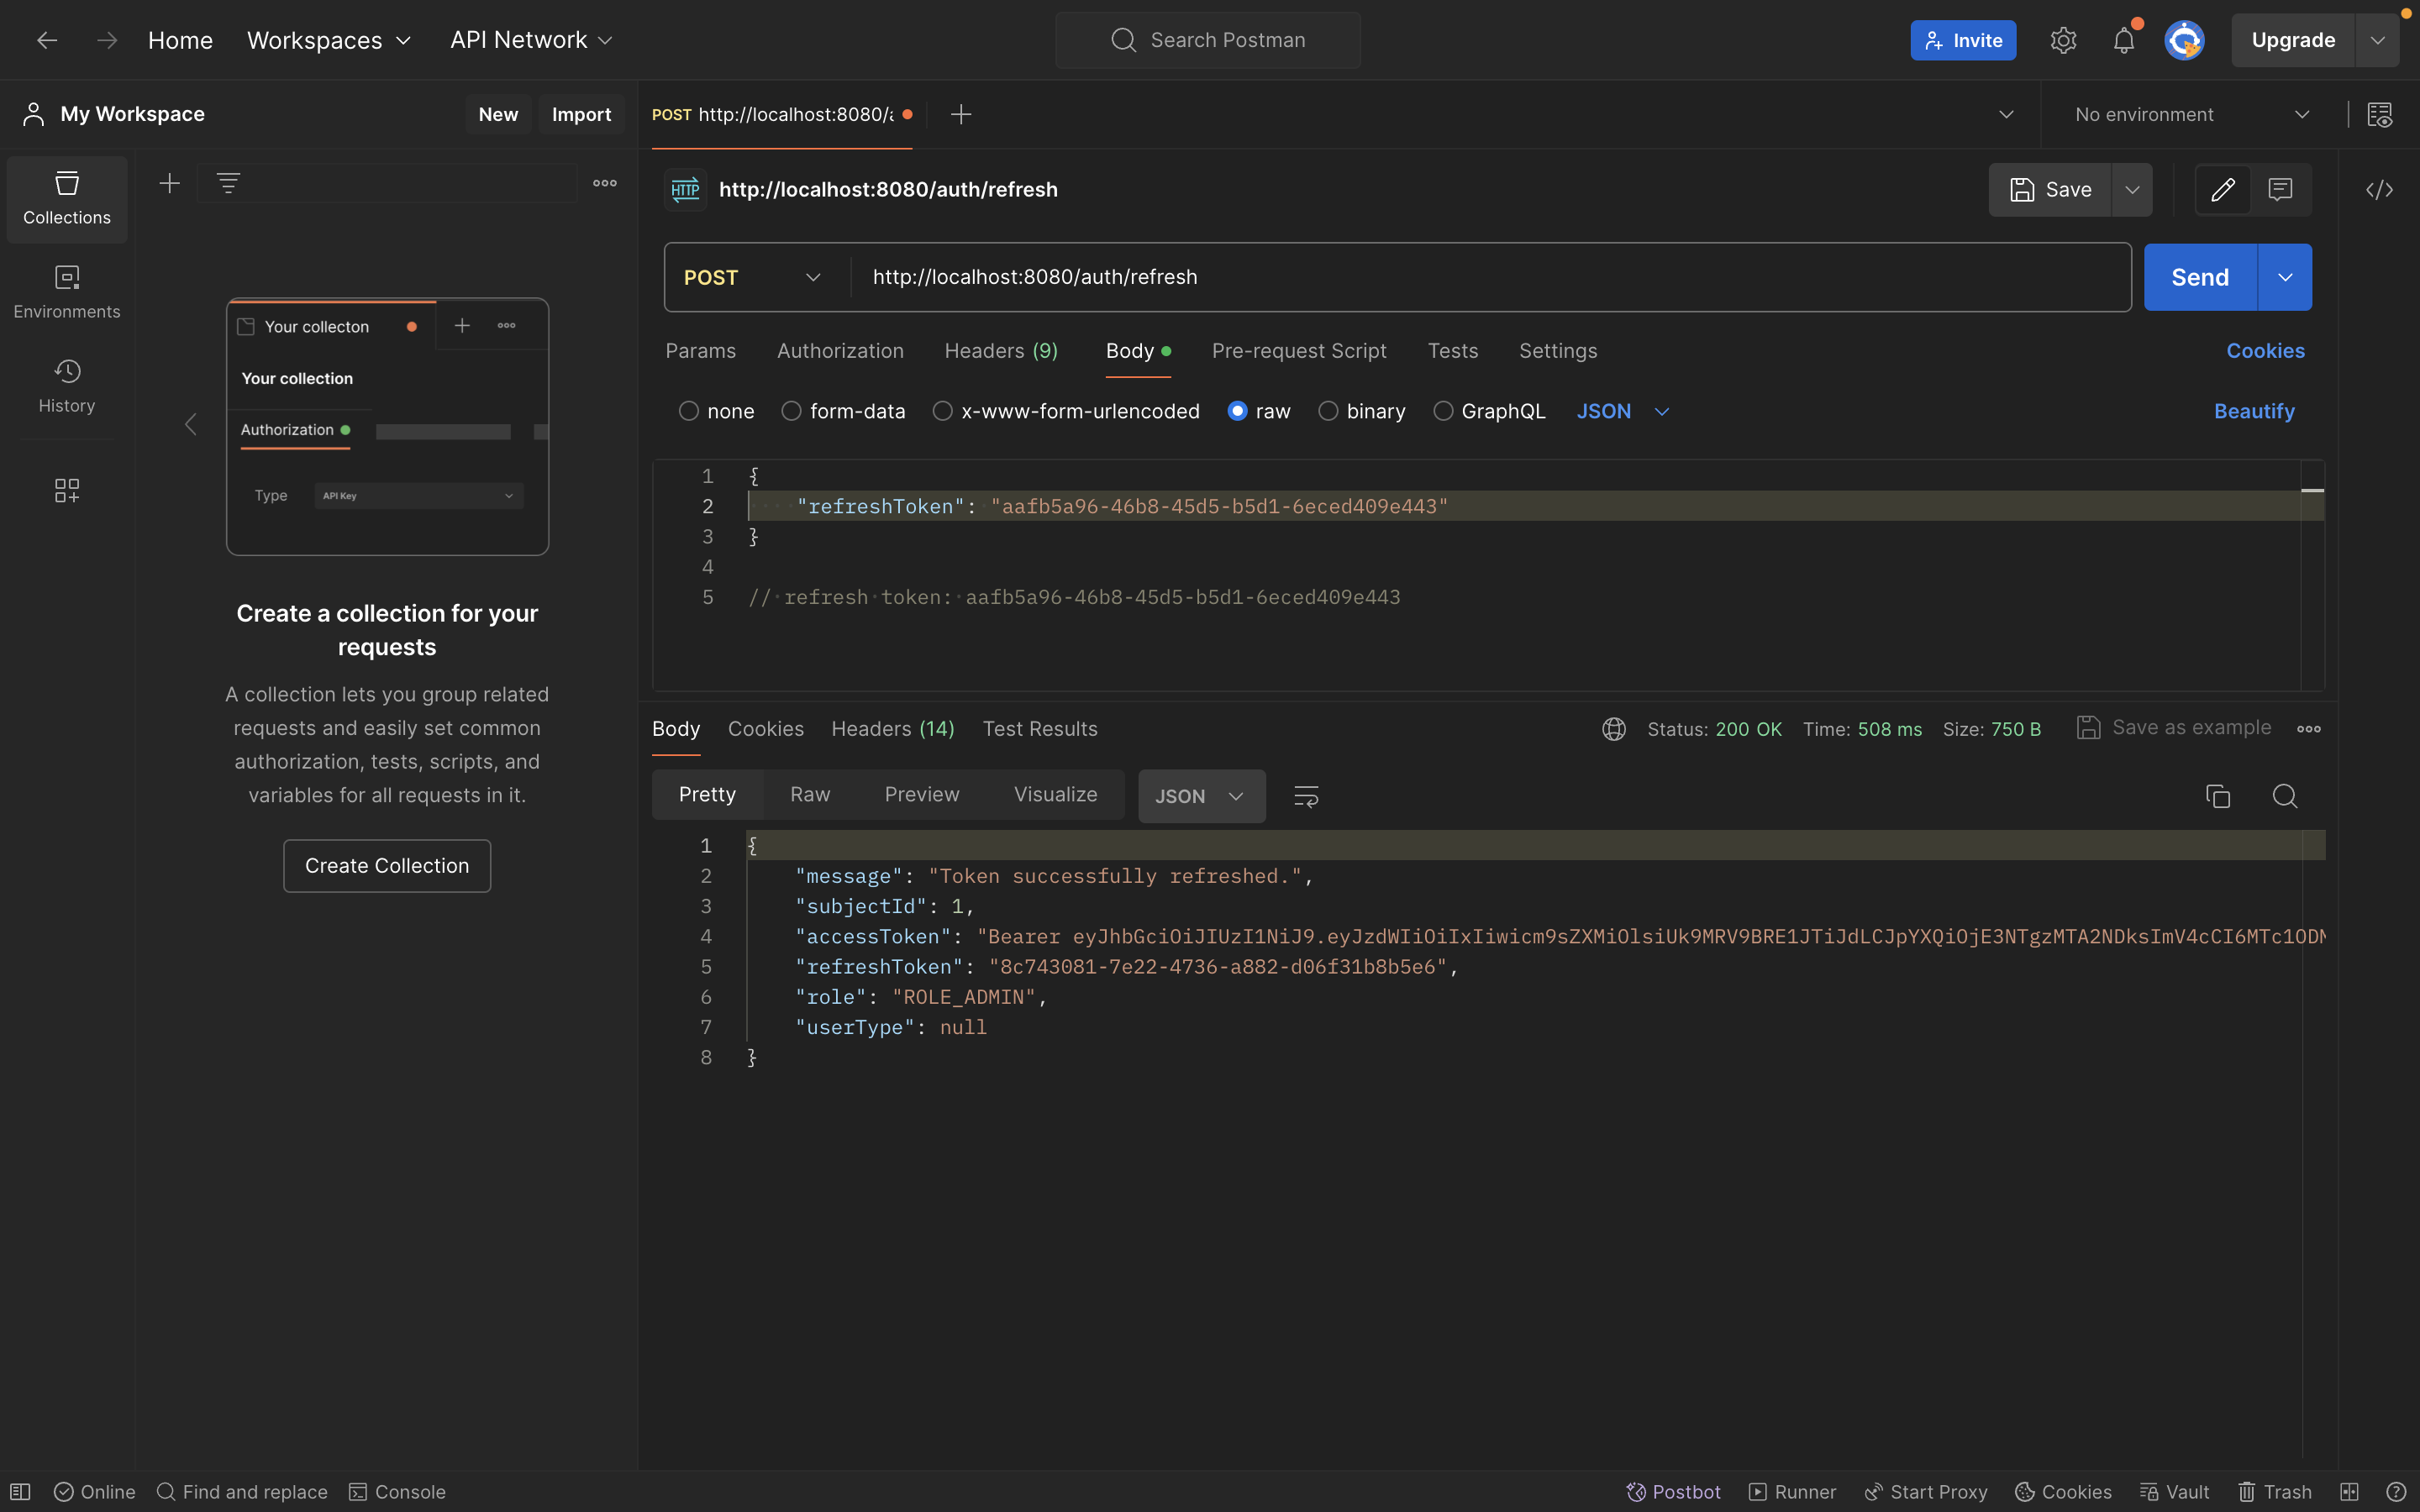 Home Workspaces API Network Search Postman Invite Upgrade
My Workspace New Import POST http://localhost:8080/a No environment
Collections
Environments
History
Your collecton
Your collection
Authorization
Type API Key
Create a collection for your
requests
A collection lets you group related
requests and easily set common
authorization, tests, scripts, and
variables for all requests in it.
Create Collection
HTTP http://localhost:8080/auth/refresh Save
POST http://localhost:8080/auth/refresh Send
Params Authorization Headers (9) Body Pre-request Script Tests Settings Cookies
none form-data x-www-form-urlencoded raw binary GraphQL JSON Beautify
1 {
2 "refreshToken": "aafb5a96-46b8-45d5-b5d1-6eced409e443"
3 }
4
5 // refresh token: aafb5a96-46b8-45d5-b5d1-6eced409e443
Body Cookies Headers (14) Test Results Status: 200 OK Time: 508 ms Size: 750 B Save as example
Pretty Raw Preview Visualize JSON
1 {
2 "message": "Token successfully refreshed.",
3 "subjectId": 1,
4 "accessToken": "Bearer eyJhbGciOiJIUzI1NiJ9.eyJzdWIiOiIxIiwicm9sZXMiOlsiUk9MRV9BRE1JTiJdLCJpYXQiOjE3NTgzMTA2NDksImV4cCI6MTc1ODM
5 "refreshToken": "8c743081-7e22-4736-a882-d06f31b8b5e6",
6 "role": "ROLE_ADMIN",
7 "userType": null
8 }
Online Find and replace Console Postbot Runner Start Proxy Cookies Vault Trash